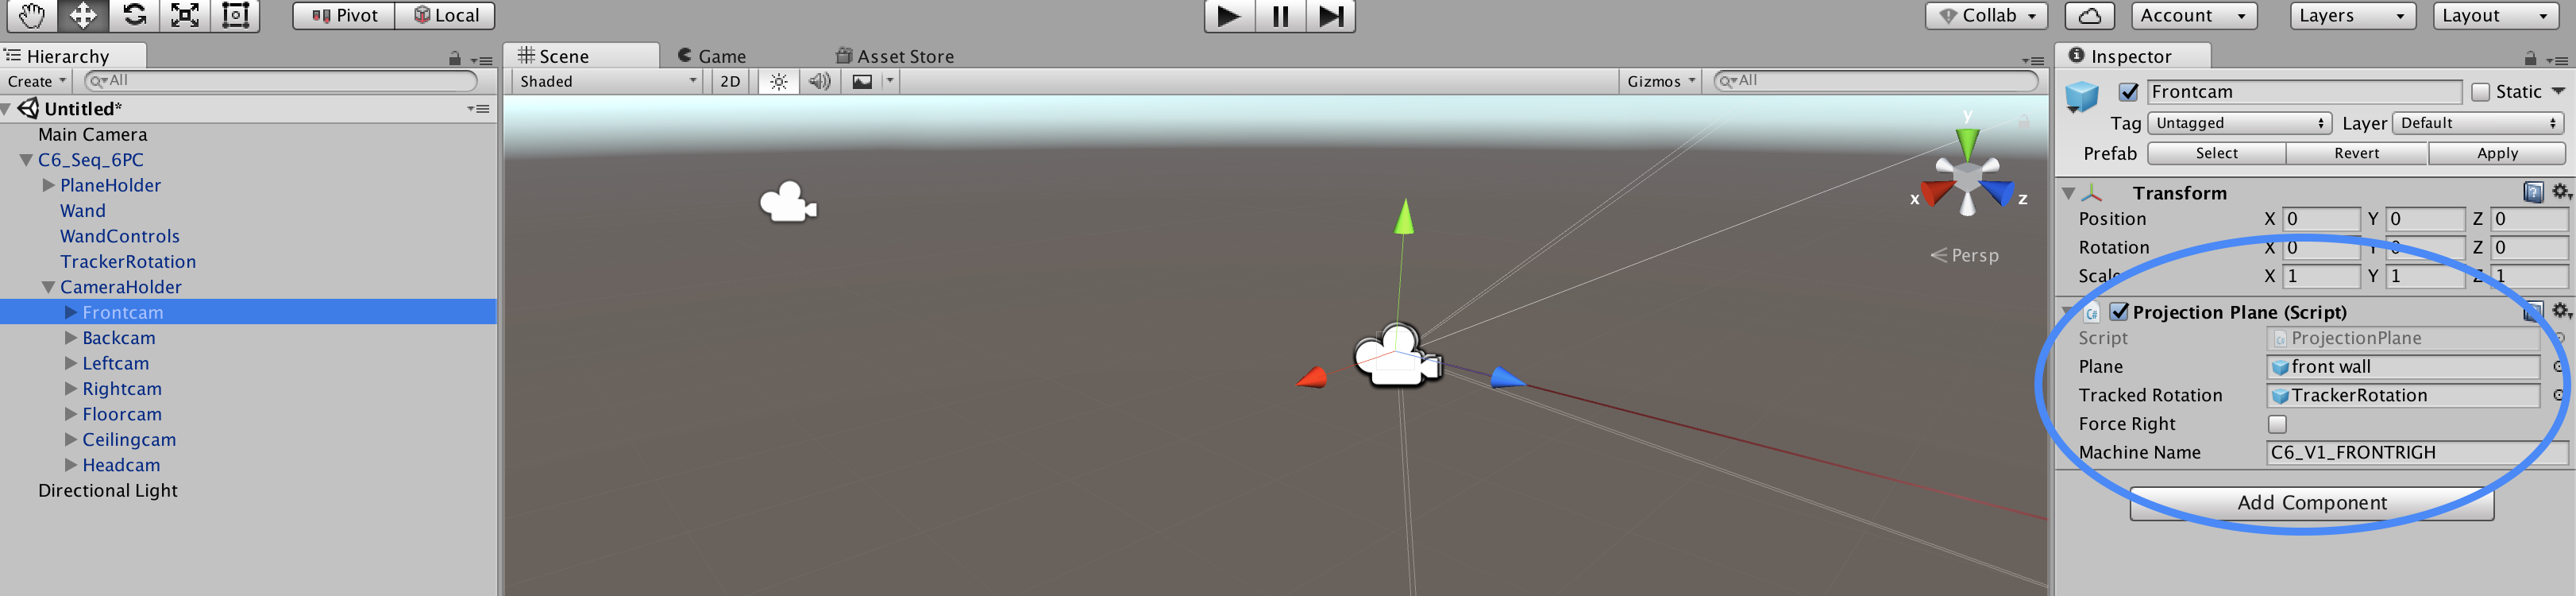 Pivot Local Collab Account Layers Layout
Hierarchy
Create All
Untitled*
Main Camera
C6_Seq_6PC
PlaneHolder
Wand
WandControls
TrackerRotation
CameraHolder
Frontcam
Backcam
Leftcam
Rightcam
Floorcam
Ceilingcam
Headcam
Directional Light
Scene Game Asset Store
Shaded 2D Gizmos All
y
x z
Persp
Inspector
Frontcam Static
Tag Untagged Layer Default
Prefab Select Revert Apply
Transform
Position X 0 Y 0 Z 0
Rotation X 0 Y 0 Z 0
Scale X 1 Y 1 Z 1
C# Projection Plane (Script)
Script ProjectionPlane
Plane front wall
Tracked Rotation TrackerRotation
Force Right
Machine Name C6_V1_FRONTRIGH
Add Component